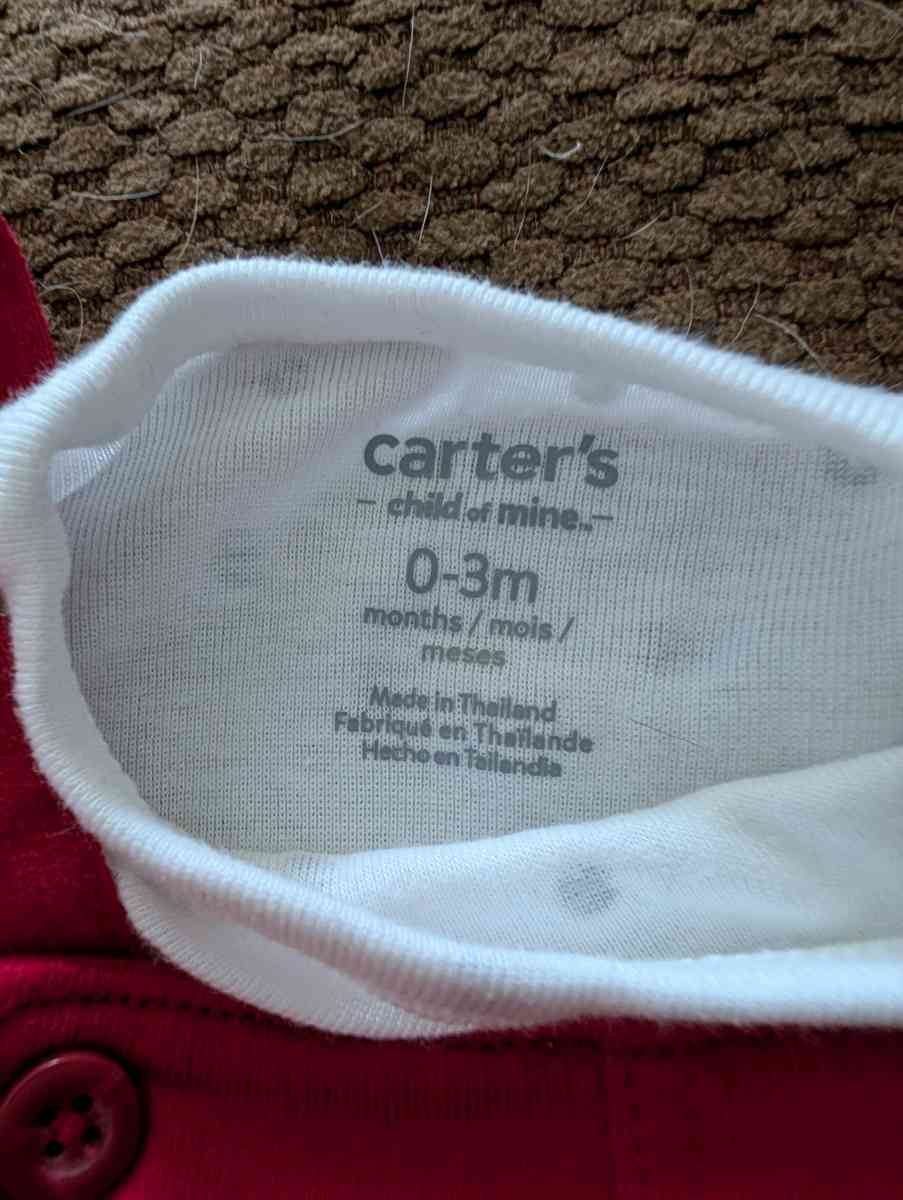 carter's
- child of mine.. -
0-3m
months / mois /
meses
Made in Thailand
Fabriqué en Thaïlande
Hecho en Tailandia